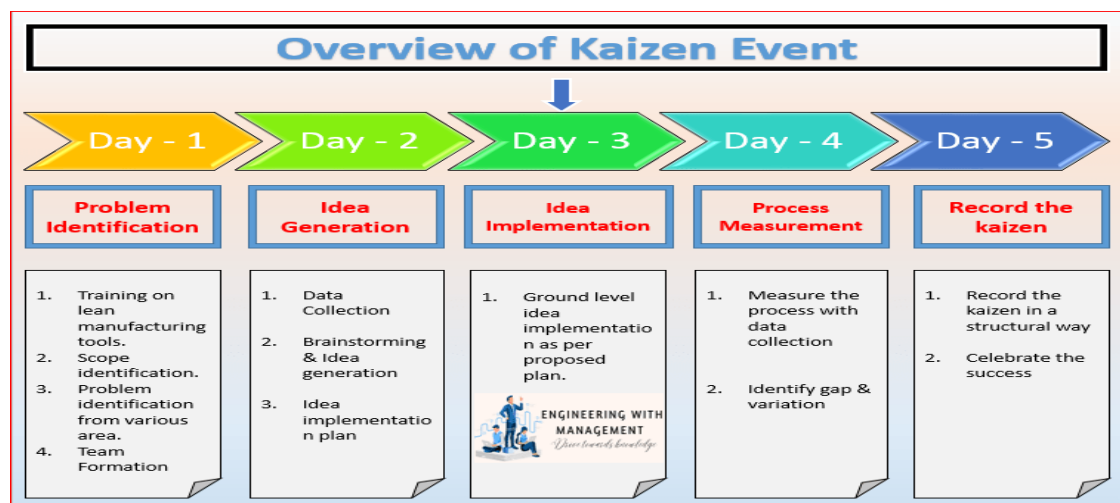 Overview of Kaizen Event
Day - 1
Day - 2
Day - 3
Day - 4
Day - 5
Problem
Identification
Idea
Generation
Idea
Implementation
Process
Measurement
Record the
kaizen
1. Training on
lean
manufacturing
tools.
2. Scope
identification.
3. Problem
identification
from various
area.
4. Team
Formation
1. Data
Collection
2. Brainstorming
& Idea
generation
3. Idea
implementatio
n plan
1. Ground level
idea
implementatio
n as per
proposed
plan.
ENGINEERING WITH
MANAGEMENT
towards knowledge
1. Measure the
process with
data
collection
2. Identify gap &
variation
1. Record the
kaizen in a
structural way
2. Celebrate the
success